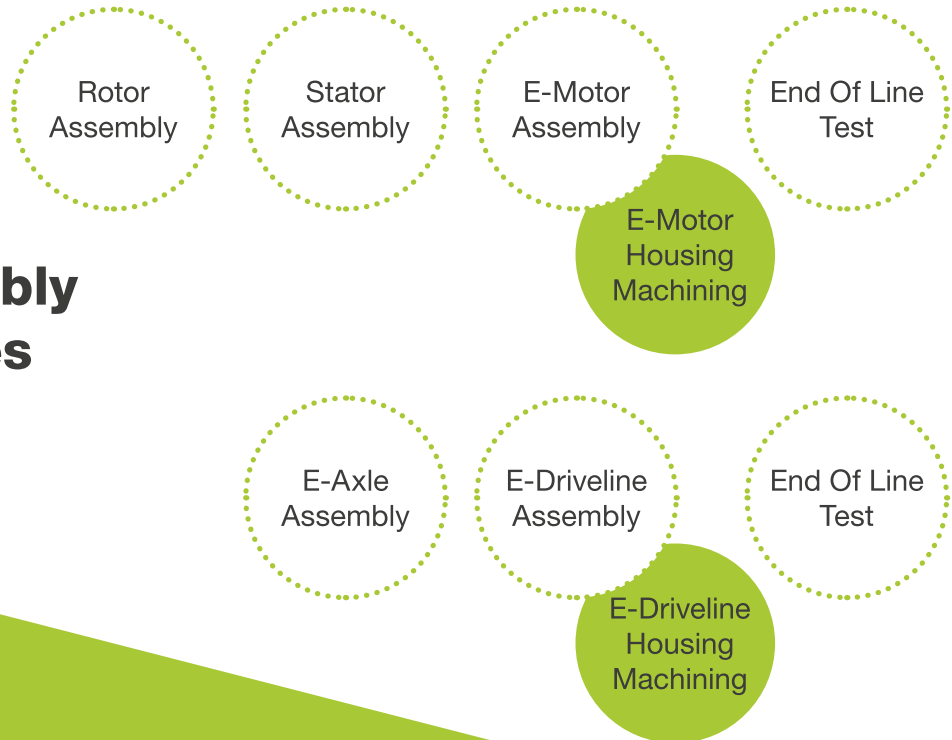 Rotor
Assembly
Stator
Assembly
E-Motor
Assembly
End Of Line
Test
E-Motor
Housing
Machining
bly
s
E-Axle
Assembly
E-Driveline
Assembly
End Of Line
Test
E-Driveline
Housing
Machining